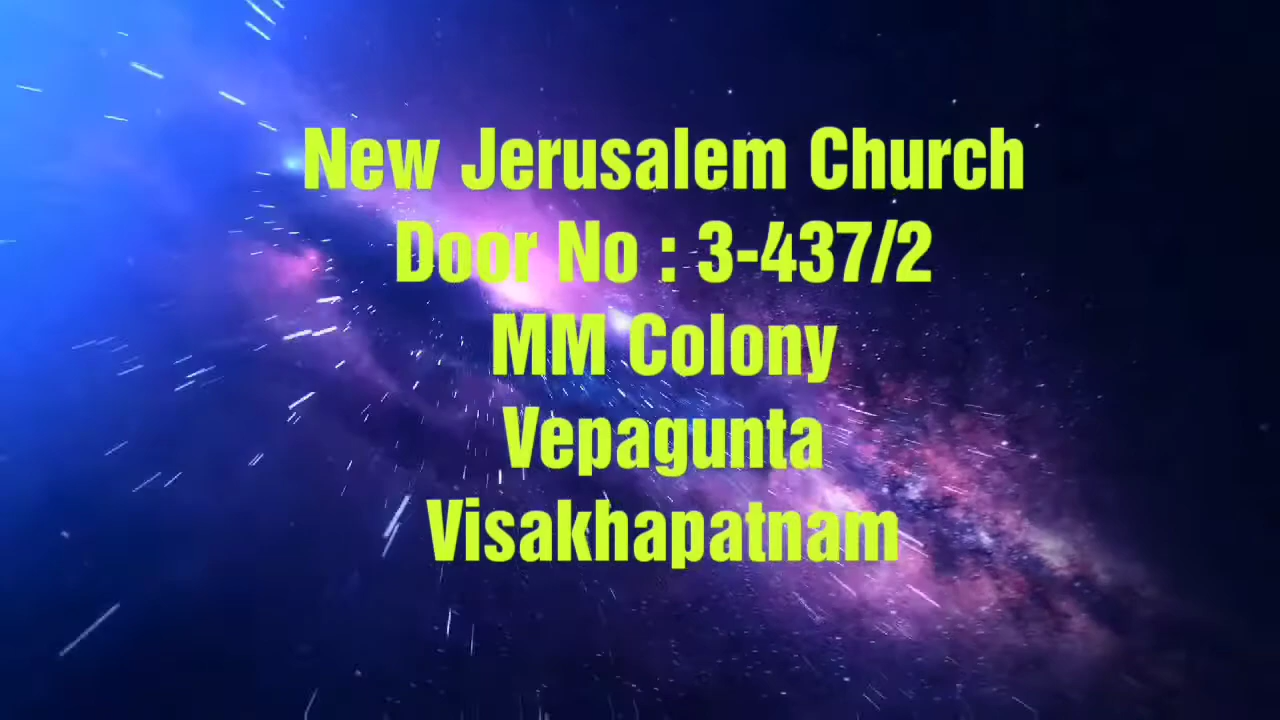 New Jerusalem Church
Door No : 3-437/2
MM Colony
Vepagunta
Visakhapatnam